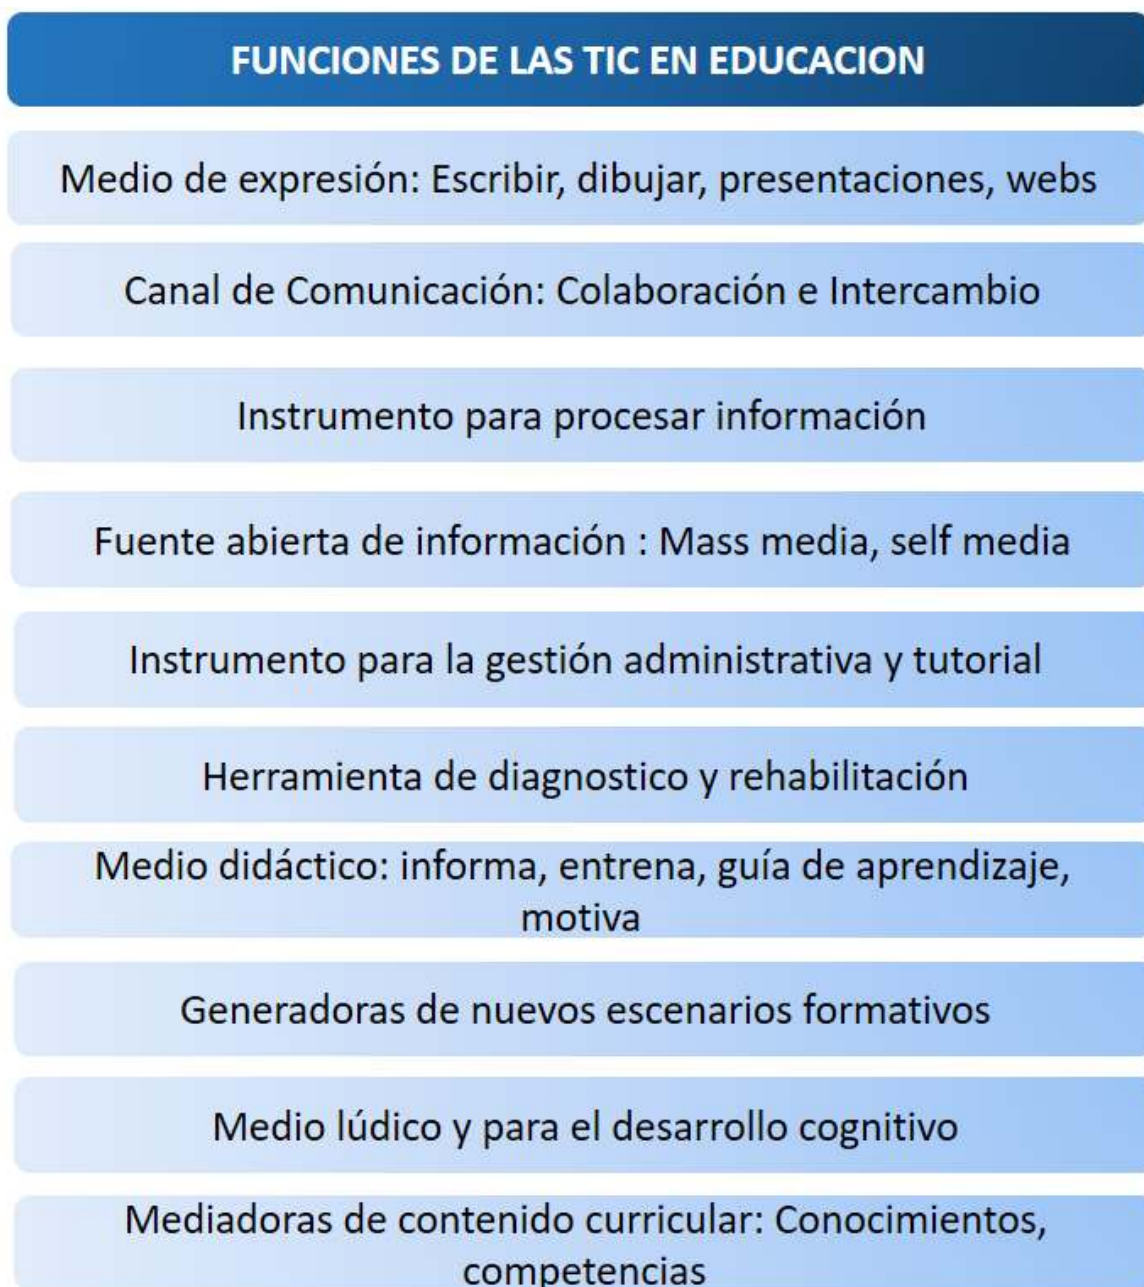 FUNCIONES DE LAS TIC EN EDUCACION
Medio de expresión: Escribir, dibujar, presentaciones, webs
Canal de Comunicación: Colaboración e Intercambio
Instrumento para procesar información
Fuente abierta de información : Mass media, self media
Instrumento para la gestión administrativa y tutorial
Herramienta de diagnostico y rehabilitación
Medio didáctico: informa, entrena, guía de aprendizaje,
motiva
Generadoras de nuevos escenarios formativos
Medio lúdico y para el desarrollo cognitivo
Mediadoras de contenido curricular: Conocimientos,
competencias